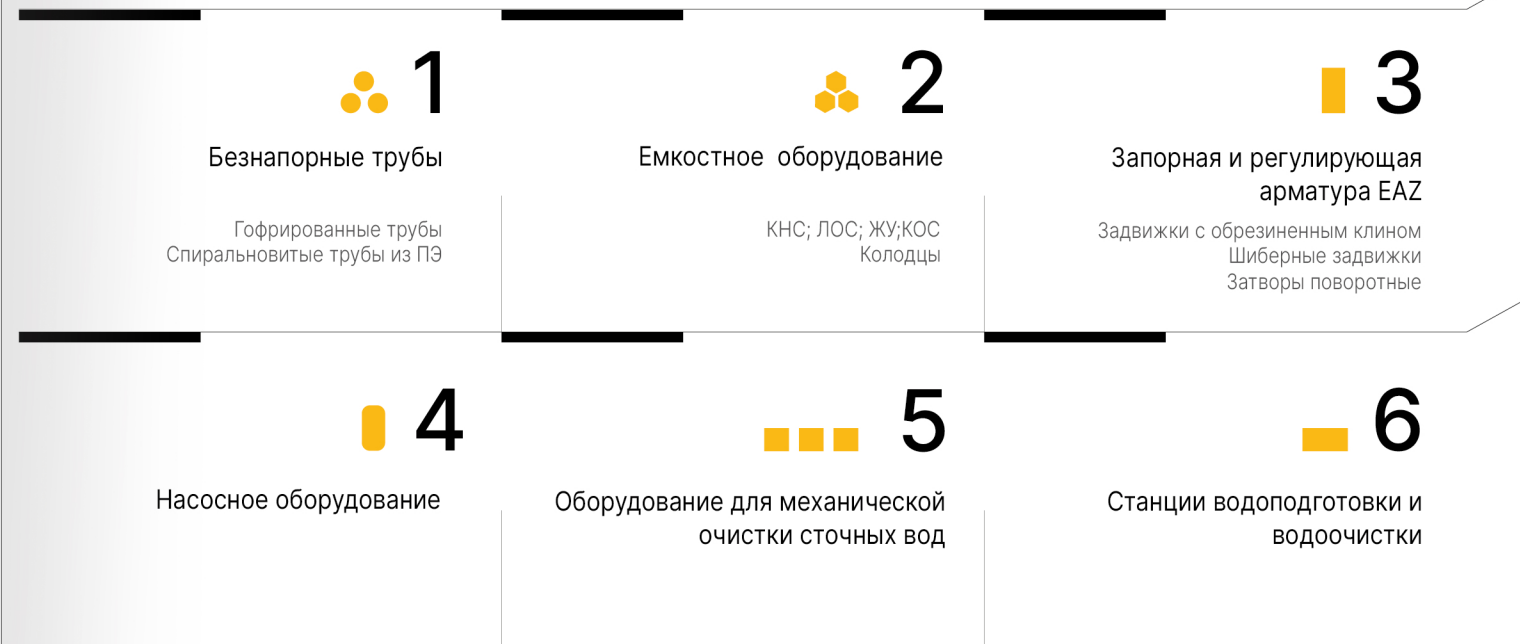 1
Безнапорные трубы
Гофрированные трубы
Спиральновитые трубы из ПЭ
2
Емкостное оборудование
КНС; ЛОС; ЖУ;КОС
Колодцы
3
Запорная и регулирующая
арматура EAZ
Задвижки с обрезиненным клином
Шиберные задвижки
Затворы поворотные
4
Насосное оборудование
5
Оборудование для механической
очистки сточных вод
6
Станции водоподготовки и
водоочистки